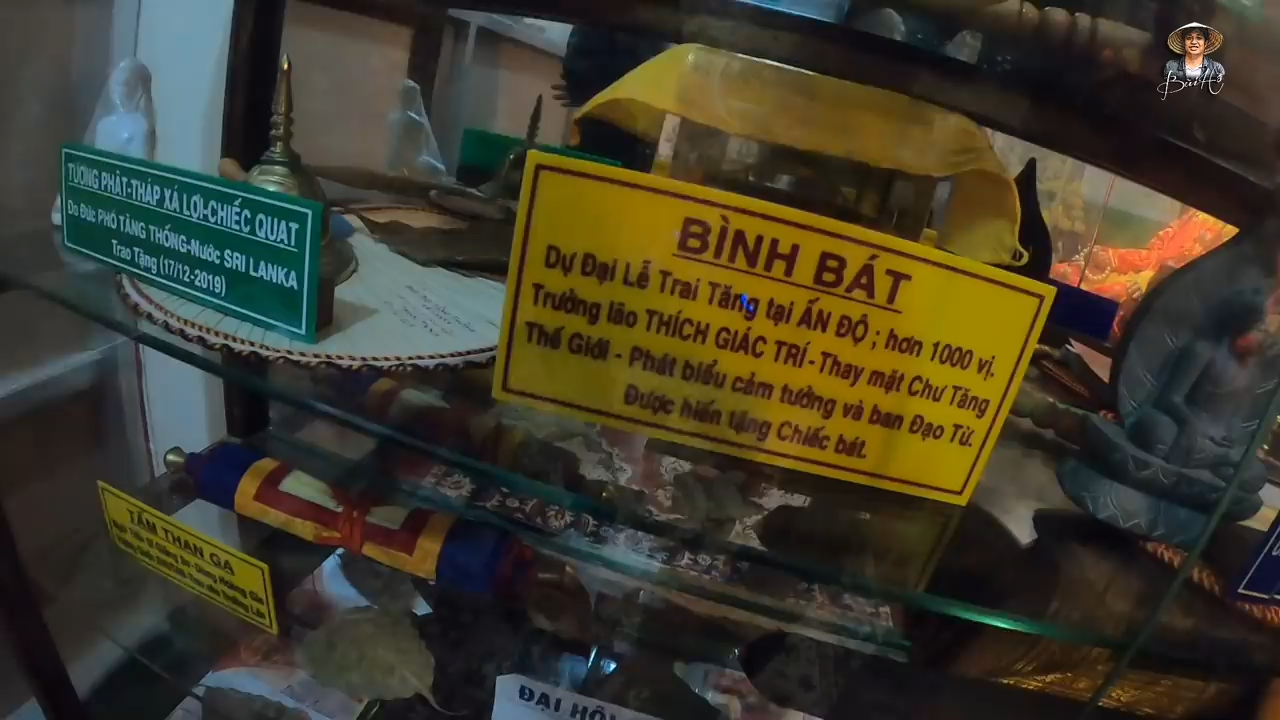 TƯỢNG PHẬT-THÁP XÁ LỢI-CHIẾC QUẠT
Do Đức PHÓ TĂNG THỐNG-Nước SRI LANKA
Trao Tặng (17/12-2019)
BÌNH BÁT
Dự Đại Lễ Trai Tăng tại ẤN ĐỘ ; hơn 1000 vị.
Trưởng lão THÍCH GIÁC TRÍ - Thay mặt Chư Tăng
Thế Giới - Phát biểu cảm tưởng và ban Đạo Từ.
Được hiến tặng Chiếc bát.
TẤM THAN GA
ĐẠI HỘI